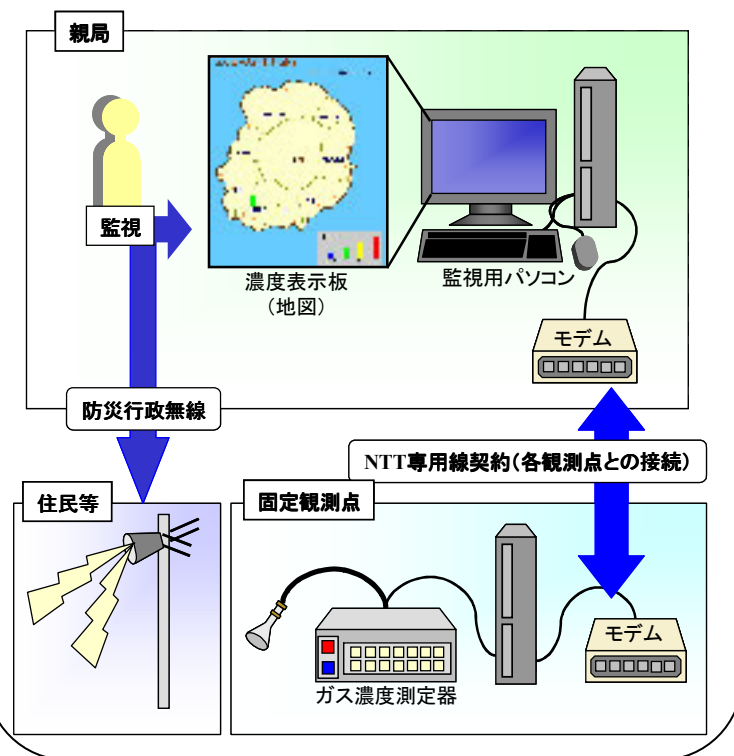 親局
監視
濃度表示板
(地図)
監視用パソコン
モデム
防災行政無線
NTT専用線契約(各観測点との接続)
住民等
固定観測点
ガス濃度測定器
モデム